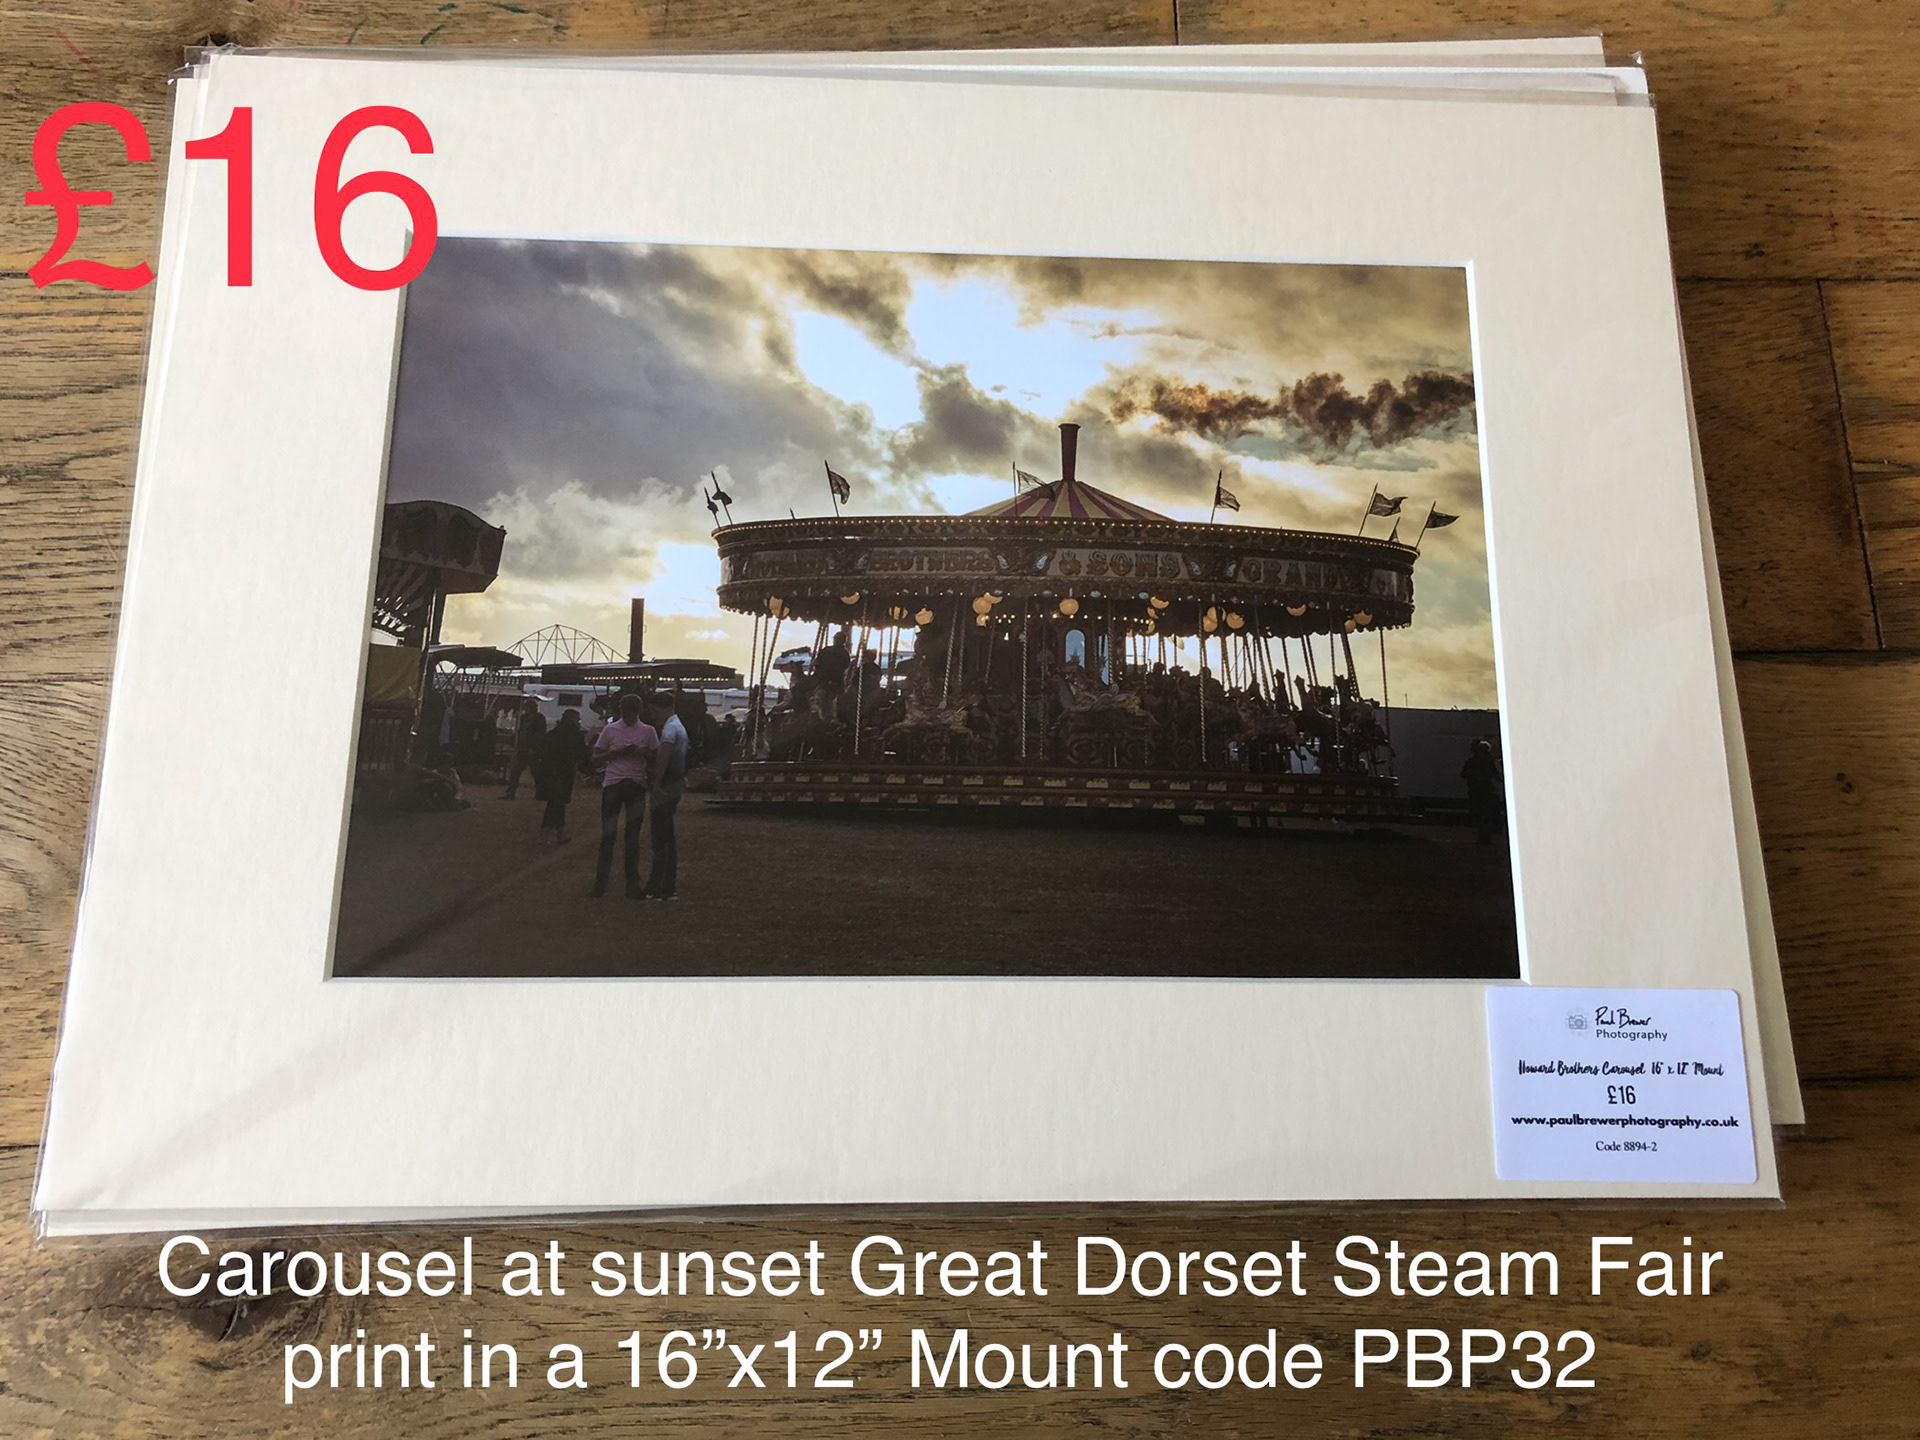 £16
BROTHERS & SONS GRAND
Paul Brewer
Photography
Howard Brothers Carousel 16" x 12" Mount
£16
www.paulbrewerphotography.co.uk
Code 8894-2
Carousel at sunset Great Dorset Steam Fair
print in a 16”x12” Mount code PBP32